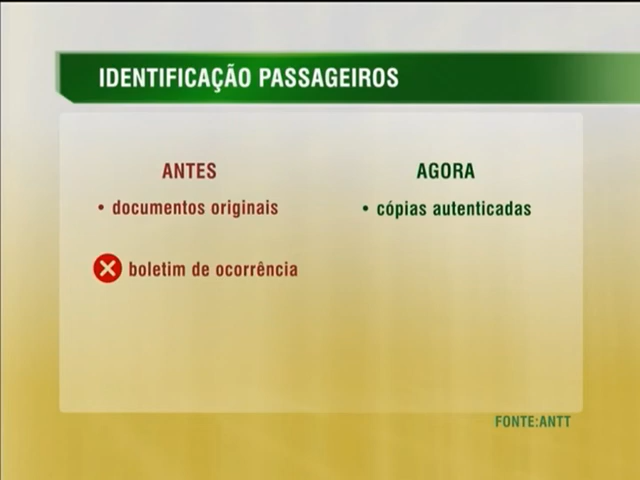 IDENTIFICAÇÃO PASSAGEIROS
ANTES
• documentos originais
boletim de ocorrência
AGORA
• cópias autenticadas
FONTE:ANTT